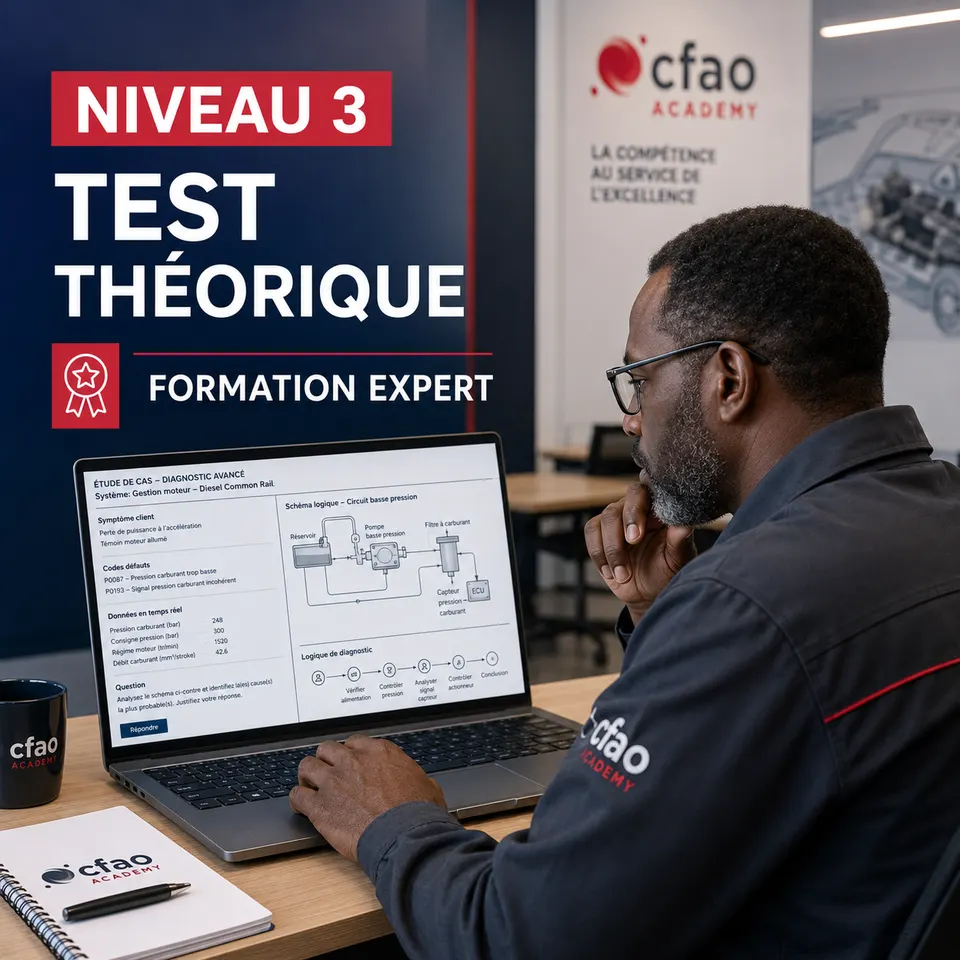 NIVEAU 3
TEST
THÉORIQUE
FORMATION EXPERT
cfao
ACADEMY
LA COMPÉTENCE
AU SERVICE DE
L'EXCELLENCE
ÉTUDE DE CAS – DIAGNOSTIC AVANCÉ
Système: Gestion moteur – Diesel Common Rail.
Symptôme client
Perte de puissance à l'accélération
Témoin moteur allumé
Codes défauts
P0087 – Pression carburant trop basse
P0193 – Signal pression carburant incohérent
Données en temps réel
Pression carburant (bar) 248
Consigne pression (bar) 300
Régime moteur (tr/min) 1520
Débit carburant (mm³/stroke) 42.6
Question
Analysez le schema ci-contre et identifiez la(es) cause(s)
la plus probable(s). Justifiez votre réponse.
Répondre
Schéma logique – Circuit basse pression
Réservoir
Pompe
basse pression
Filtre à carburant
Capteur
pression
carburant
ECU
Logique de diagnostic
Vérifier
alimentation
Contrôler
pression
Analyser
signal
capteur
Contrôler
actionneur
Conclusion
cfao
ACADEMY
cfao
ACADEMY
cfao
ACADEMY